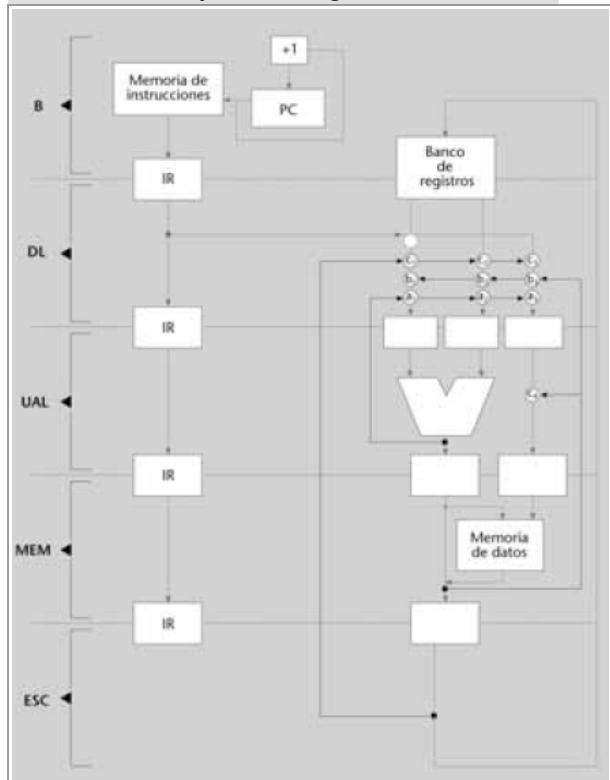 +1
Memoria de
instrucciones
PC
B
Banco
de
registros
IR
DL
IR
UAL
IR
Memoria
de datos
MEM
IR
ESC